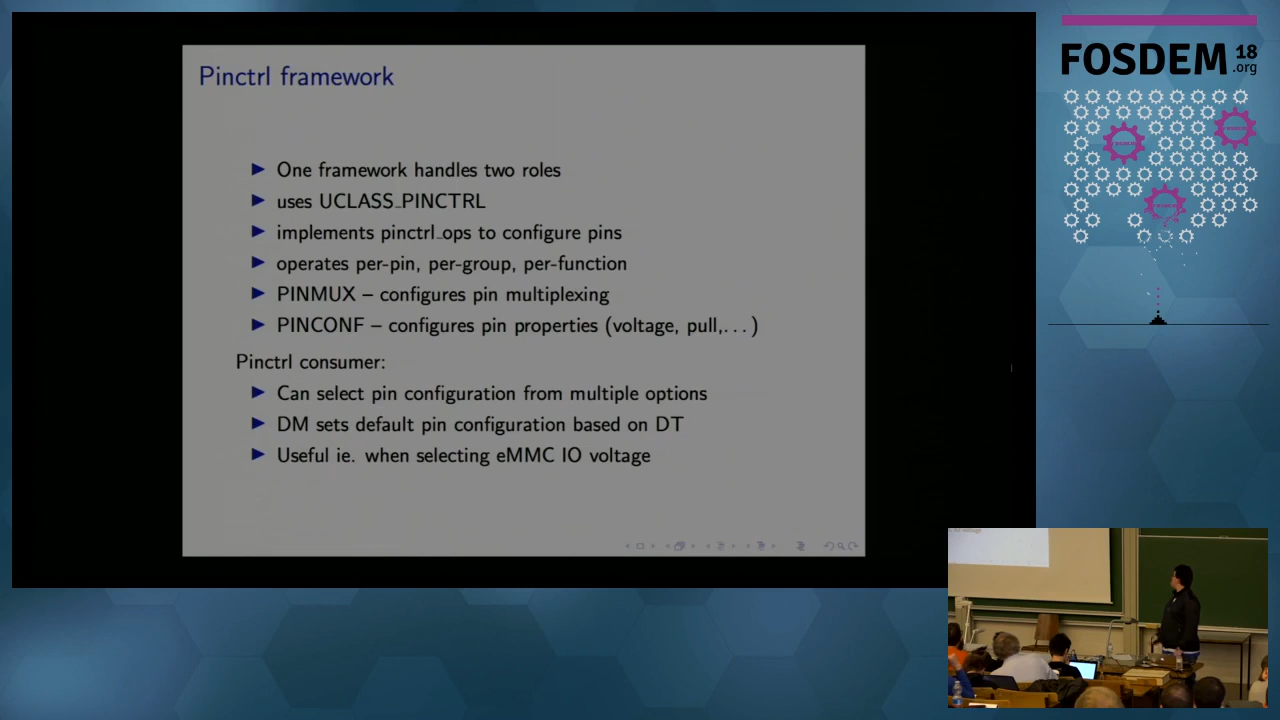 Pinctrl framework
One framework handles two roles
uses UCLASS_PINCTRL
implements pinctrl_ops to configure pins
operates per-pin, per-group, per-function
PINMUX – configures pin multiplexing
PINCONF – configures pin properties (voltage, pull,...)
Pinctrl consumer:
Can select pin configuration from multiple options
DM sets default pin configuration based on DT
Useful ie. when selecting eMMC IO voltage
FOSDEM 18
.org